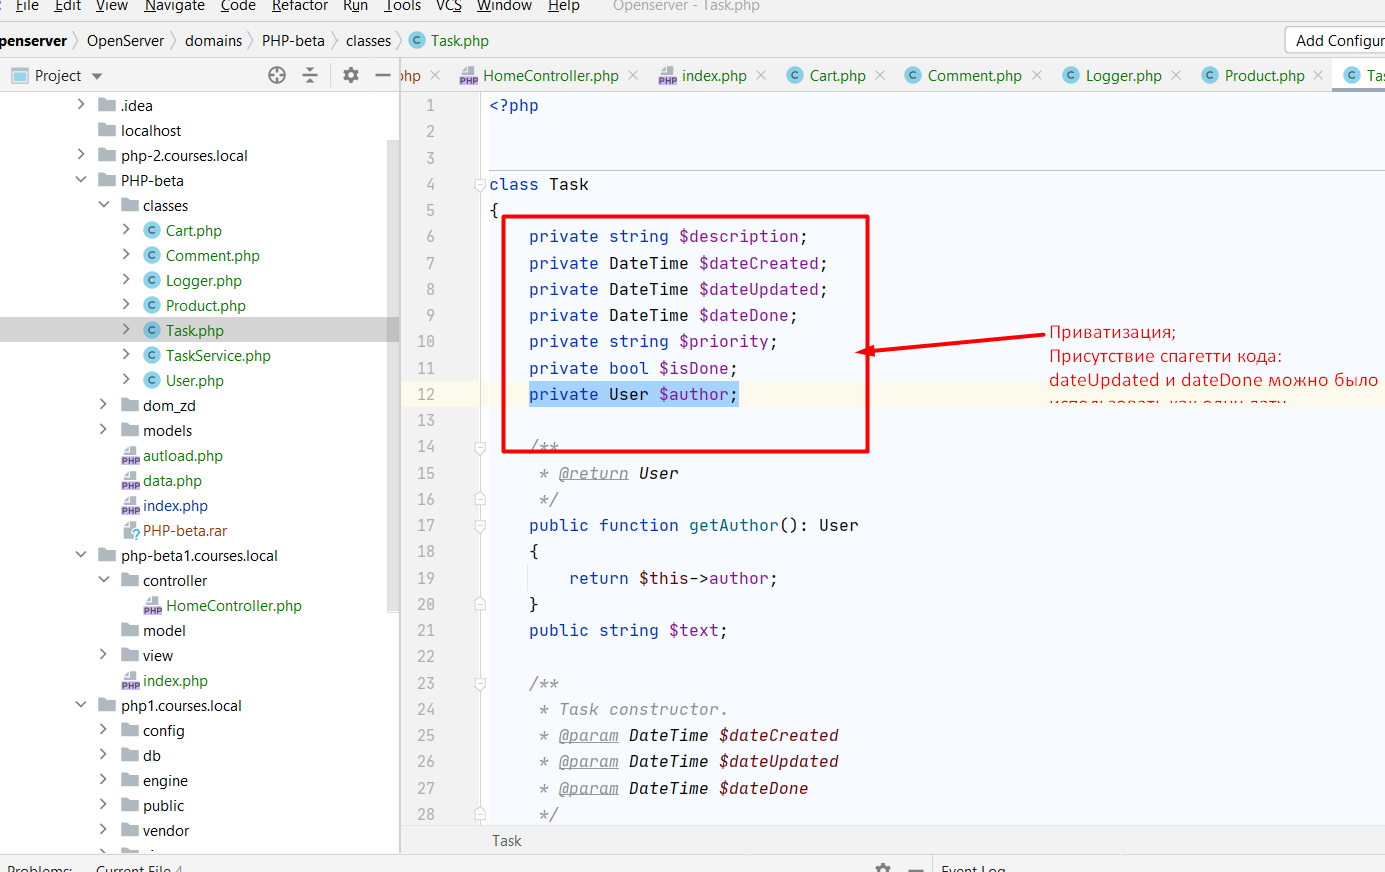 File Edit View Navigate Code Refactor Run Tools VCS Window Help Openserver - Task.php
penserver OpenServer domains PHP-beta classes Task.php
Add Configur
Project
php HomeController.php index.php Cart.php Comment.php Logger.php Product.php Tas
.idea
localhost
php-2.courses.local
PHP-beta
classes
Cart.php
Comment.php
Logger.php
Product.php
Task.php
TaskService.php
User.php
dom_zd
models
autload.php
data.php
index.php
PHP-beta.rar
php-beta1.courses.local
controller
HomeController.php
model
view
index.php
php1.courses.local
config
db
engine
public
vendor
1 <?php
2
3
4 class Task
5 {
6 private string $description;
7 private DateTime $dateCreated;
8 private DateTime $dateUpdated;
9 private DateTime $dateDone;
10 private string $priority;
11 private bool $isDone;
12 private User $author;
13
14 /**
15 * @return User
16 */
17 public function getAuthor(): User
18 {
19 return $this->author;
20 }
21 public string $text;
22
23 /**
24 * Task constructor.
25 * @param DateTime $dateCreated
26 * @param DateTime $dateUpdated
27 * @param DateTime $dateDone
28 */
Приватизация;
Присутствие спагетти кода:
dateUpdated и dateDone можно было
использовать как одну дату
Task
Problems: Current File 4
Event Log